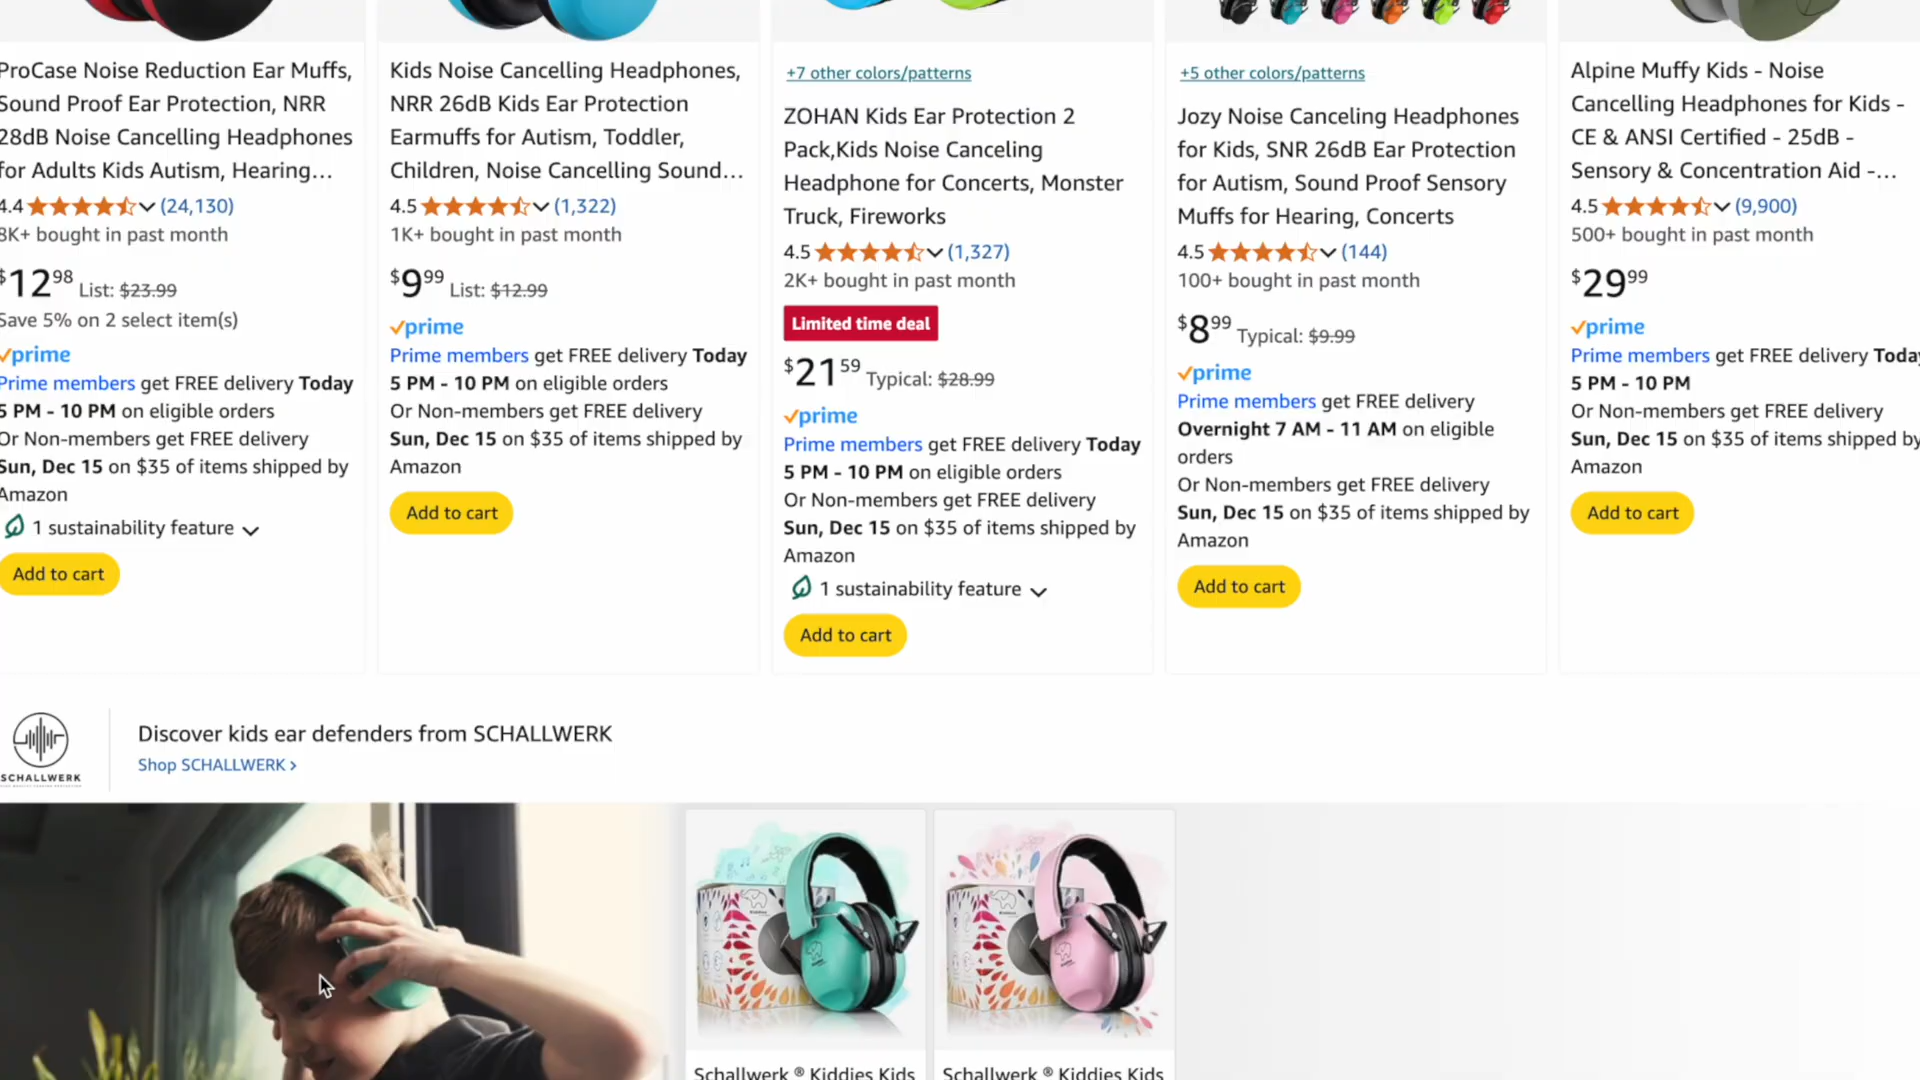 ProCase Noise Reduction Ear Muffs,
Sound Proof Ear Protection, NRR
28dB Noise Cancelling Headphones
for Adults Kids Autism, Hearing...
4.4 (24,130)
8K+ bought in past month
$12 98 List: $23.99
Save 5% on 2 select item(s)
prime
Prime members get FREE delivery Today
5 PM - 10 PM on eligible orders
Or Non-members get FREE delivery
Sun, Dec 15 on $35 of items shipped by
Amazon
1 sustainability feature
Add to cart
Kids Noise Cancelling Headphones,
NRR 26dB Kids Ear Protection
Earmuffs for Autism, Toddler,
Children, Noise Cancelling Sound...
4.5 (1,322)
1K+ bought in past month
$9 99 List: $12.99
prime
Prime members get FREE delivery Today
5 PM - 10 PM on eligible orders
Or Non-members get FREE delivery
Sun, Dec 15 on $35 of items shipped by
Amazon
Add to cart
+7 other colors/patterns
ZOHAN Kids Ear Protection 2
Pack,Kids Noise Canceling
Headphone for Concerts, Monster
Truck, Fireworks
4.5 (1,327)
2K+ bought in past month
Limited time deal
$21 59 Typical: $28.99
prime
Prime members get FREE delivery Today
5 PM - 10 PM on eligible orders
Or Non-members get FREE delivery
Sun, Dec 15 on $35 of items shipped by
Amazon
1 sustainability feature
Add to cart
+5 other colors/patterns
Jozy Noise Canceling Headphones
for Kids, SNR 26dB Ear Protection
for Autism, Sound Proof Sensory
Muffs for Hearing, Concerts
4.5 (144)
100+ bought in past month
$8 99 Typical: $9.99
prime
Prime members get FREE delivery
Overnight 7 AM - 11 AM on eligible
orders
Or Non-members get FREE delivery
Sun, Dec 15 on $35 of items shipped by
Amazon
Add to cart
Alpine Muffy Kids - Noise
Cancelling Headphones for Kids -
CE & ANSI Certified - 25dB -
Sensory & Concentration Aid -...
4.5 (9,900)
500+ bought in past month
$29 99
prime
Prime members get FREE delivery Today
5 PM - 10 PM
Or Non-members get FREE delivery
Sun, Dec 15 on $35 of items shipped by
Amazon
Add to cart
SCHALLWERK
Discover kids ear defenders from SCHALLWERK
Shop SCHALLWERK >
Schallwerk ® Kiddies Kids
Schallwerk ® Kiddies Kids